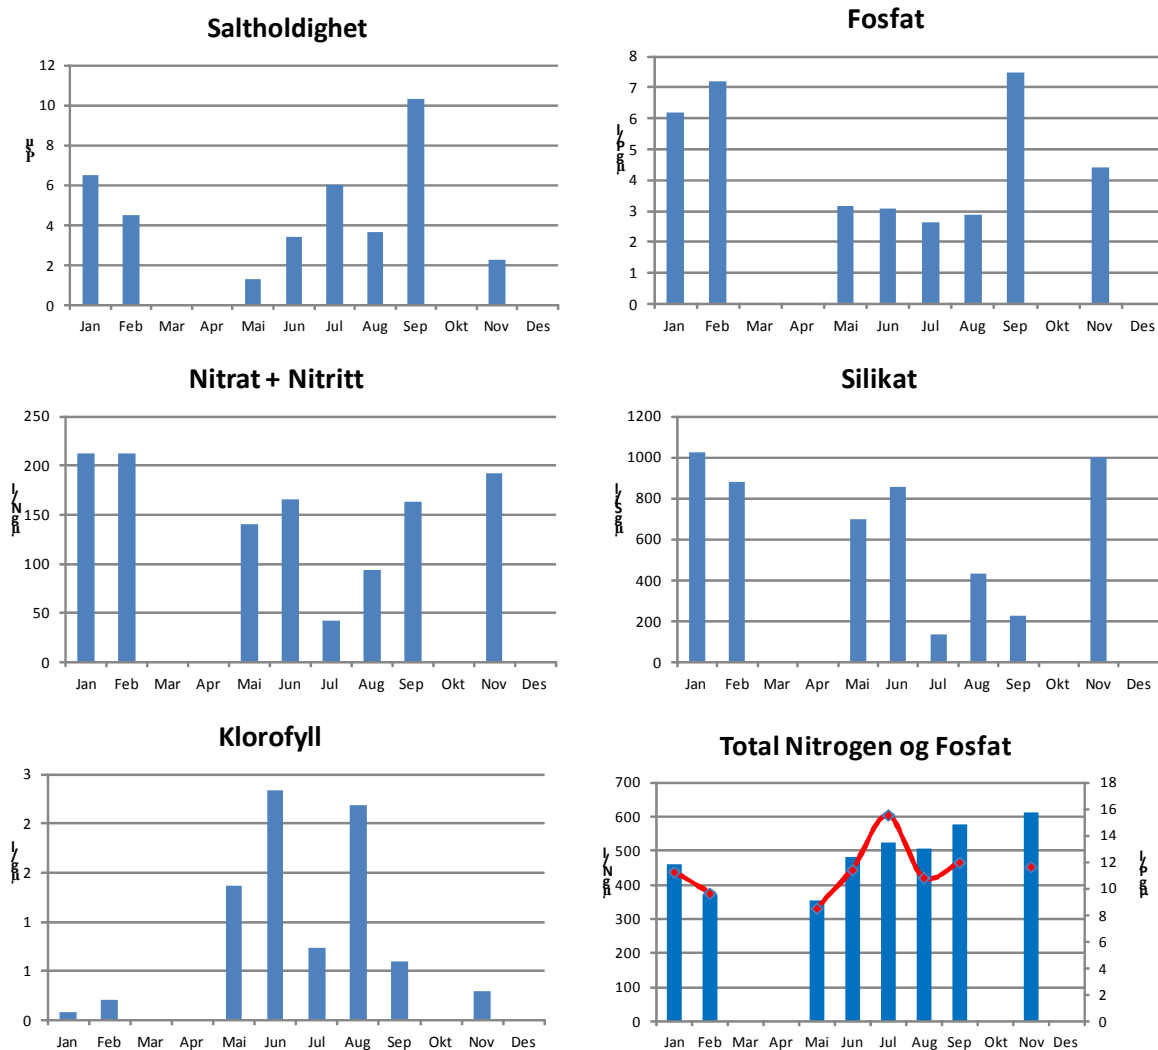 Saltholdighet
12
10
8
6
4
2
0
Psu
Jan Feb Mar Apr Mai Jun Jul Aug Sep Okt Nov Des
Fosfat
8
7
6
5
4
3
2
1
0
µgP/l
Jan Feb Mar Apr Mai Jun Jul Aug Sep Okt Nov Des
Nitrat + Nitritt
250
200
150
100
50
0
µgN/l
Jan Feb Mar Apr Mai Jun Jul Aug Sep Okt Nov Des
Silikat
1200
1000
800
600
400
200
0
µgS/l
Jan Feb Mar Apr Mai Jun Jul Aug Sep Okt Nov Des
Klorofyll
3
2
2
1
1
0
µg/l
Jan Feb Mar Apr Mai Jun Jul Aug Sep Okt Nov Des
Total Nitrogen og Fosfat
700
600
500
400
300
200
100
0
µgN/l
18
16
14
12
10
8
6
4
2
0
µgP/l
Jan Feb Mar Apr Mai Jun Jul Aug Sep Okt Nov Des